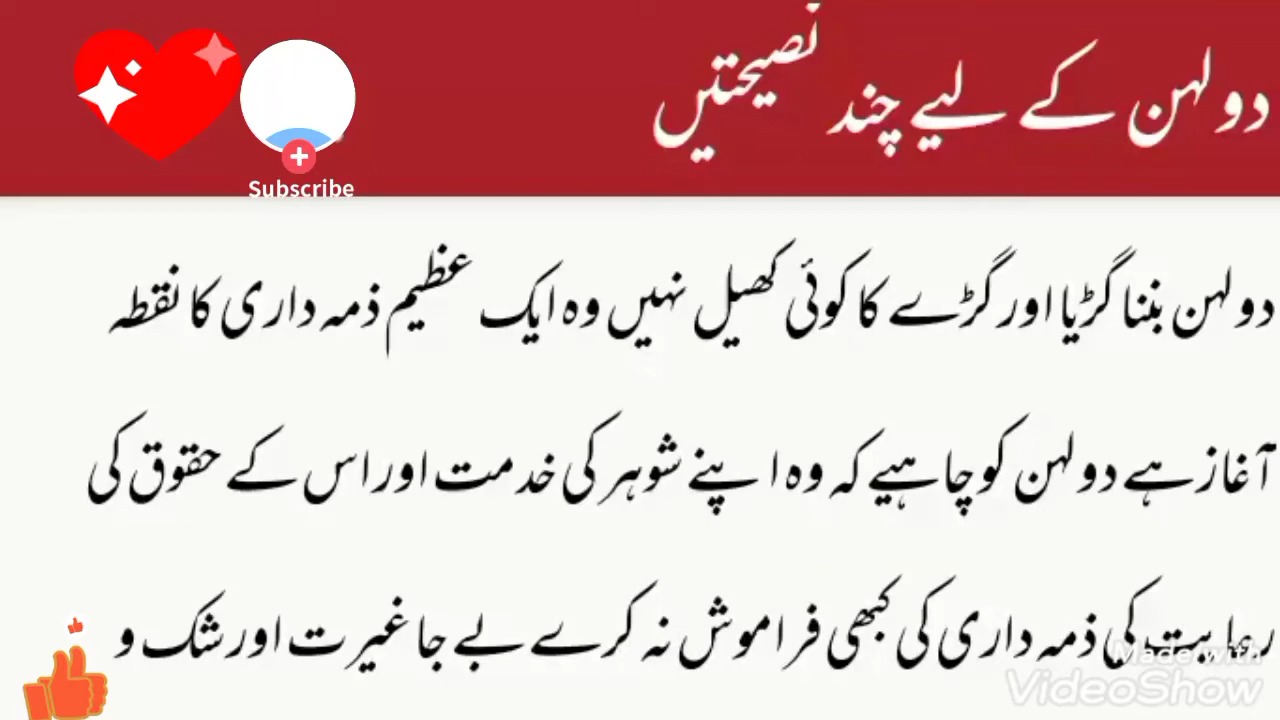 دولہن کے لیے چند نصیحتیں
Subscribe
دولہن بننا گڑیا اور گڑے کا کوئی کھیل نہیں وہ ایک عظیم ذمہ داری کا نقطہ
آغاز ہے دولہن کو چاہیے کہ وہ اپنے شوہر کی خدمت اور اس کے حقوق کی
رعایت کی ذمہ داری کی کبھی فراموش نہ کرے بے جا غیرت اور شک و
Made with
VideoShow